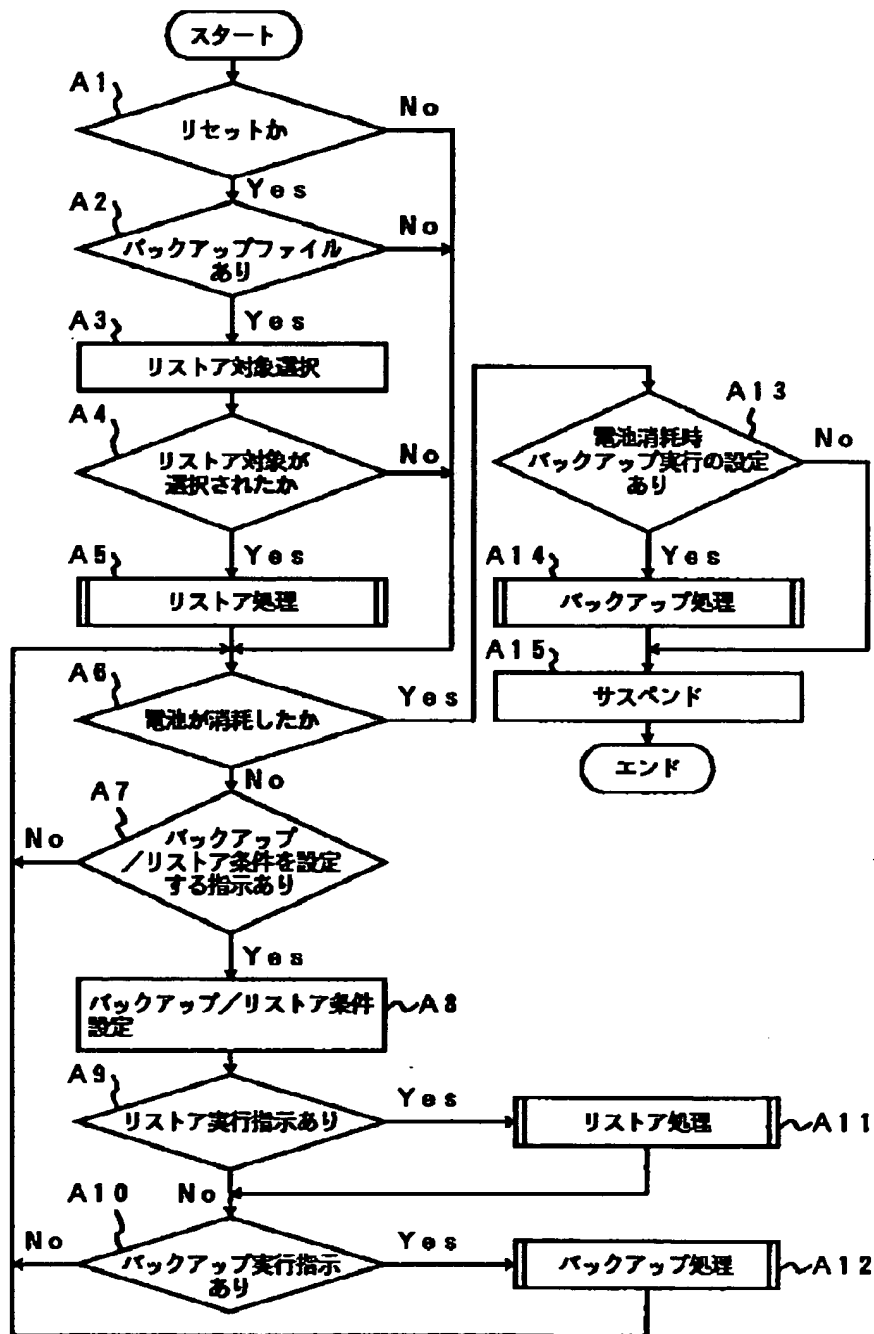 スタート
A1
リセットか
No
Yes
A2
バックアップファイル
あり
No
Yes
A3
リストア対象選択
A4
リストア対象が
選択されたか
No
Yes
A5
リストア処理
A6
電池が消耗したか
Yes
No
A7
バックアップ
／リストア条件を設定
する指示あり
No
Yes
バックアップ／リストア条件
設定
A8
A9
リストア実行指示あり
Yes
No
リストア処理
A11
A10
バックアップ実行指示
あり
No
Yes
バックアップ処理
A12
A13
電池消耗時
バックアップ実行の設定
あり
No
Yes
A14
バックアップ処理
A15
サスペンド
エンド